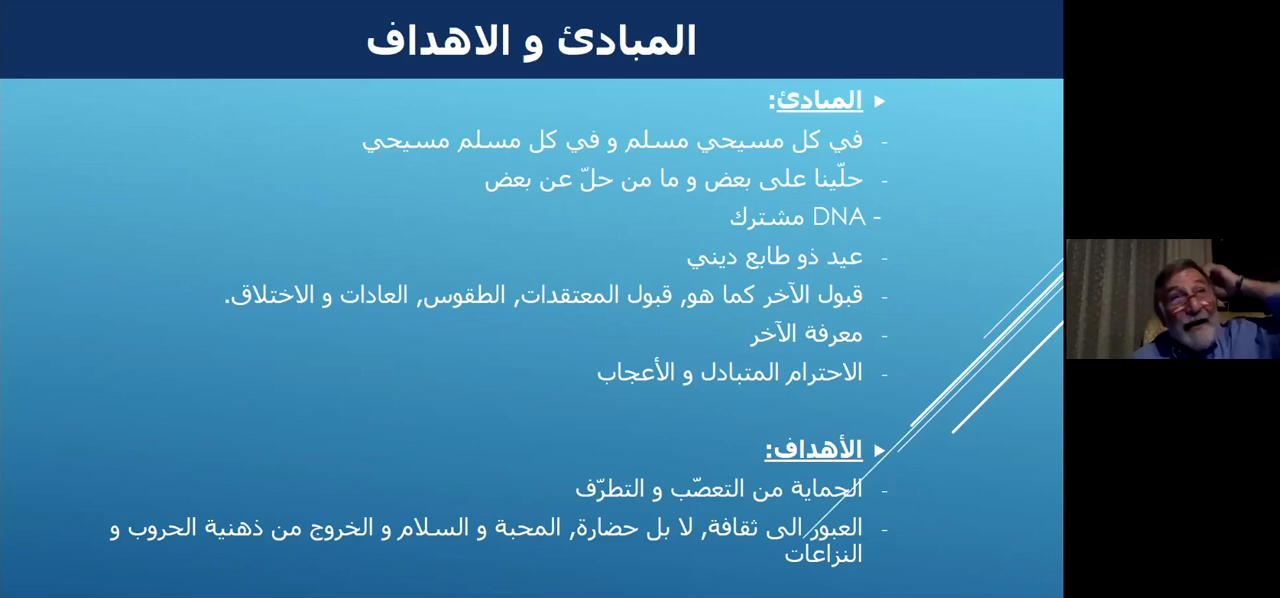 المبادئ و الاهداف
المبادئ:
- في كل مسيحي مسلم و في كل مسلم مسيحي
- حلّينا على بعض و ما من حلّ عن بعض
- DNA مشترك
- عيد ذو طابع ديني
- قبول الآخر كما هو, قبول المعتقدات, الطقوس, العادات و الاختلاق.
- معرفة الآخر
- الاحترام المتبادل و الأعجاب
الأهداف:
- الحماية من التعصّب و التطرّف
- العبور الى ثقافة, لا بل حضارة, المحبة و السلام و الخروج من ذهنية الحروب و
النزاعات